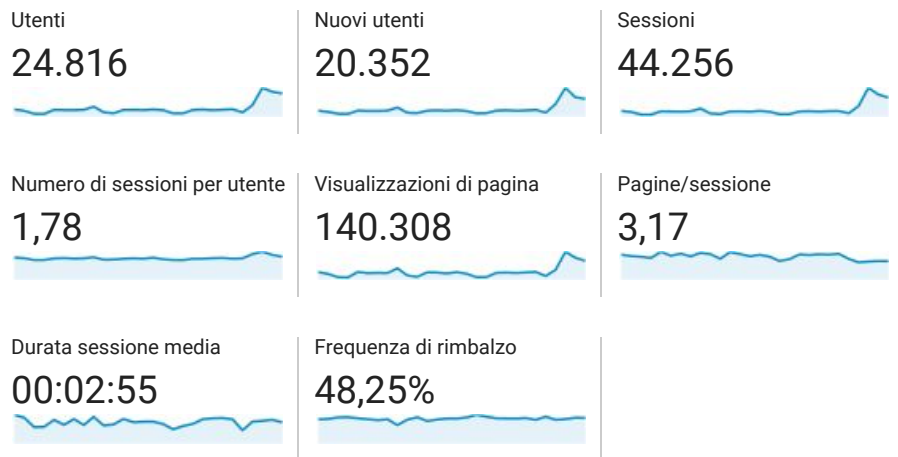 Utenti
24.816
Nuovi utenti
20.352
Sessioni
44.256
Numero di sessioni per utente
1,78
Visualizzazioni di pagina
140.308
Pagine/sessione
3,17
Durata sessione media
00:02:55
Frequenza di rimbalzo
48,25%